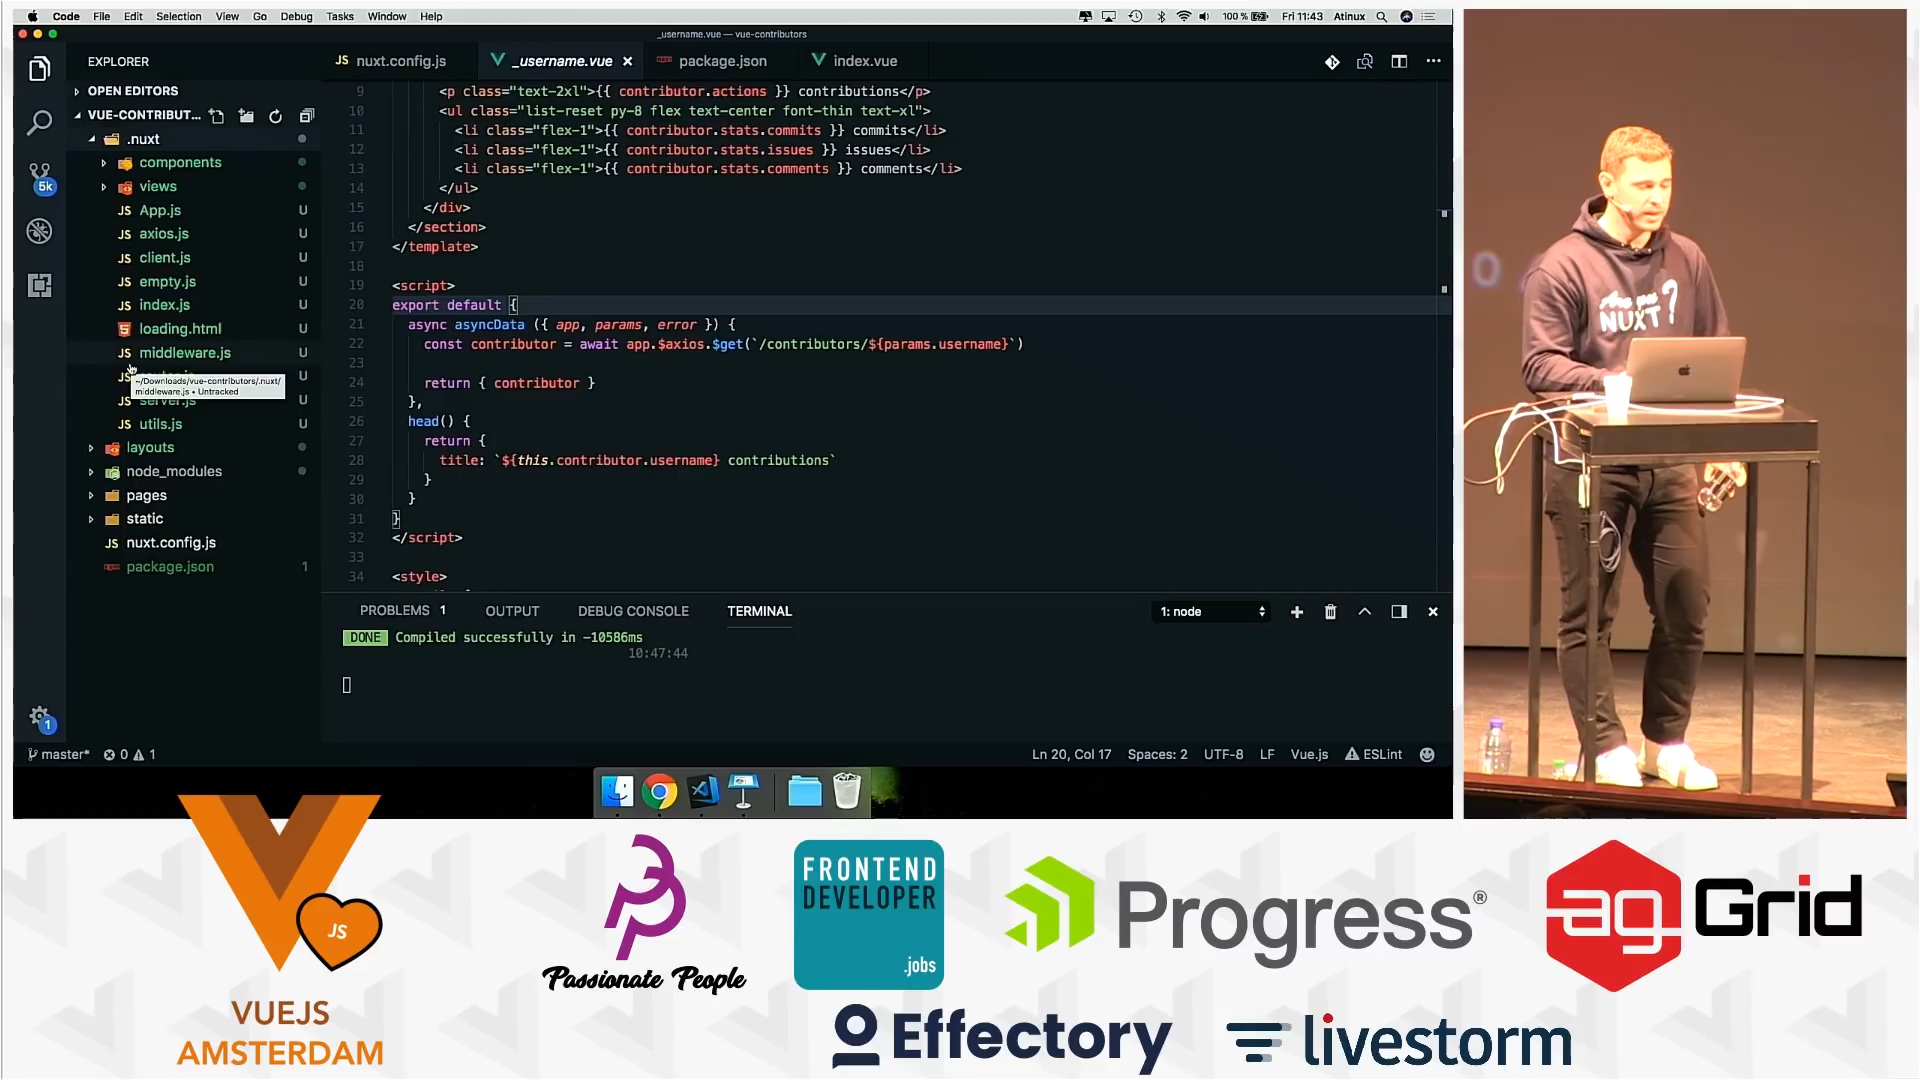 Code File Edit Selection View Go Debug Tasks Window Help
100 % Fri 11:43 Atinux
_username.vue — vue-contributors
EXPLORER
OPEN EDITORS
VUE-CONTRIBUT...
.nuxt
components
views
App.js U
axios.js U
client.js U
empty.js U
index.js U
loading.html U
middleware.js U
U
~/Downloads/vue-contributors/.nuxt/
middleware.js • Untracked
server.js U
utils.js U
layouts
node_modules
pages
static
nuxt.config.js
package.json 1
5k
1
nuxt.config.js
_username.vue
package.json
index.vue
9 <p class="text-2xl">{{ contributor.actions }} contributions</p>
10 <ul class="list-reset py-8 flex text-center font-thin text-xl">
11 <li class="flex-1">{{ contributor.stats.commits }} commits</li>
12 <li class="flex-1">{{ contributor.stats.issues }} issues</li>
13 <li class="flex-1">{{ contributor.stats.comments }} comments</li>
14 </ul>
15 </div>
16 </section>
17 </template>
18
19 <script>
20 export default {
21 async asyncData ({ app, params, error }) {
22 const contributor = await app.$axios.$get(`/contributors/${params.username}`)
23
24 return { contributor }
25 },
26 head() {
27 return {
28 title: `${this.contributor.username} contributions`
29 }
30 }
31 }
32 </script>
33
34 <style>
PROBLEMS 1 OUTPUT DEBUG CONSOLE TERMINAL 1: node
DONE Compiled successfully in -10586ms
10:47:44
master* 0 1 Ln 20, Col 17 Spaces: 2 UTF-8 LF Vue.js ESLint
Are you
NUXT?
JS
VUEJS
AMSTERDAM
Passionate People
FRONTEND
DEVELOPER
.jobs
Progress®
ag Grid
Effectory
livestorm